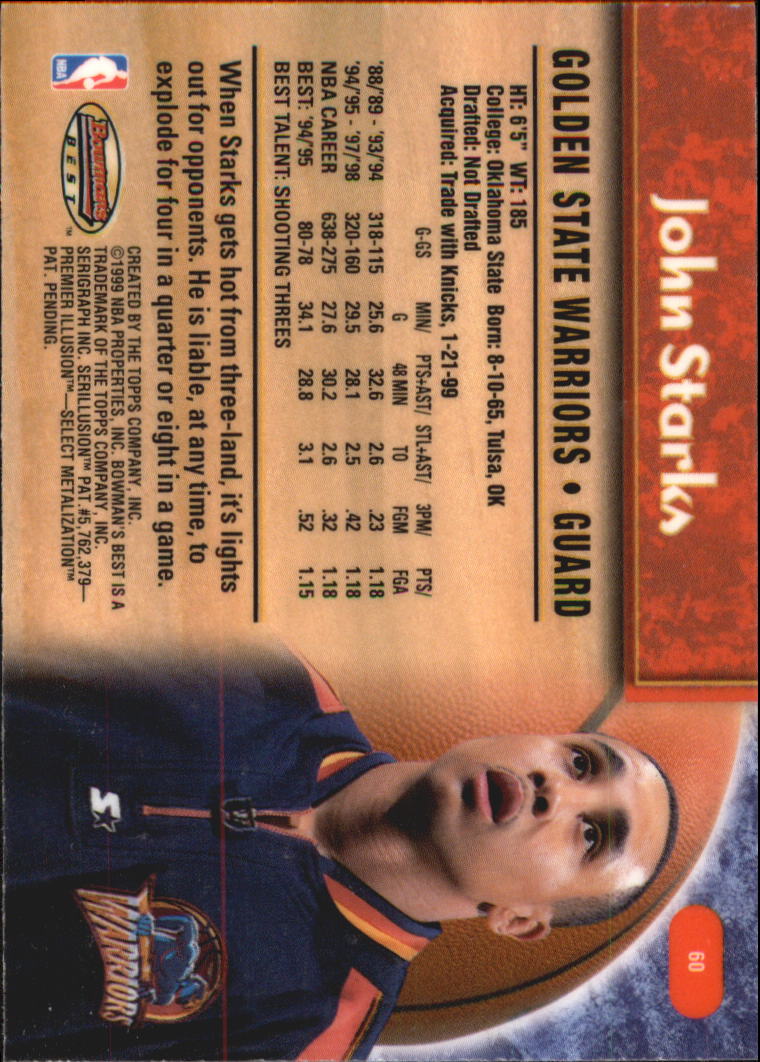 John Starks
60
GOLDEN STATE WARRIORS • GUARD
HT: 6'5" WT: 185
College: Oklahoma State Born: 8-10-65, Tulsa, OK
Drafted: Not Drafted
Acquired: Trade with Knicks, 1-21-99
MIN/ PTS+AST/ STL+AST/ 3PM/ PTS/
G-GS G 48 MIN TO FGM FGA
'88/'89 - '93/'94 318-115 25.6 32.6 2.6 .23 1.18
'94/'95 - '97/'98 320-160 29.5 28.1 2.5 .42 1.18
NBA CAREER 638-275 27.6 30.2 2.6 .32 1.18
BEST: '94/'95 80-78 34.1 28.8 3.1 .52 1.15
BEST TALENT: SHOOTING THREES
When Starks gets hot from three-land, it's lights
out for opponents. He is liable, at any time, to
explode for four in a quarter or eight in a game.
NBA
BOWMAN'S
BEST™
CREATED BY THE TOPPS COMPANY, INC.
©1999 NBA PROPERTIES, INC. BOWMAN'S BEST IS A
TRADEMARK OF THE TOPPS COMPANY, INC.
SERIGRAPH INC. SERILLUSION™ PAT.#5,762,379—
PREMIER ILLUSION™—SELECT METALIZATION™
PAT. PENDING.
S
WARRIORS